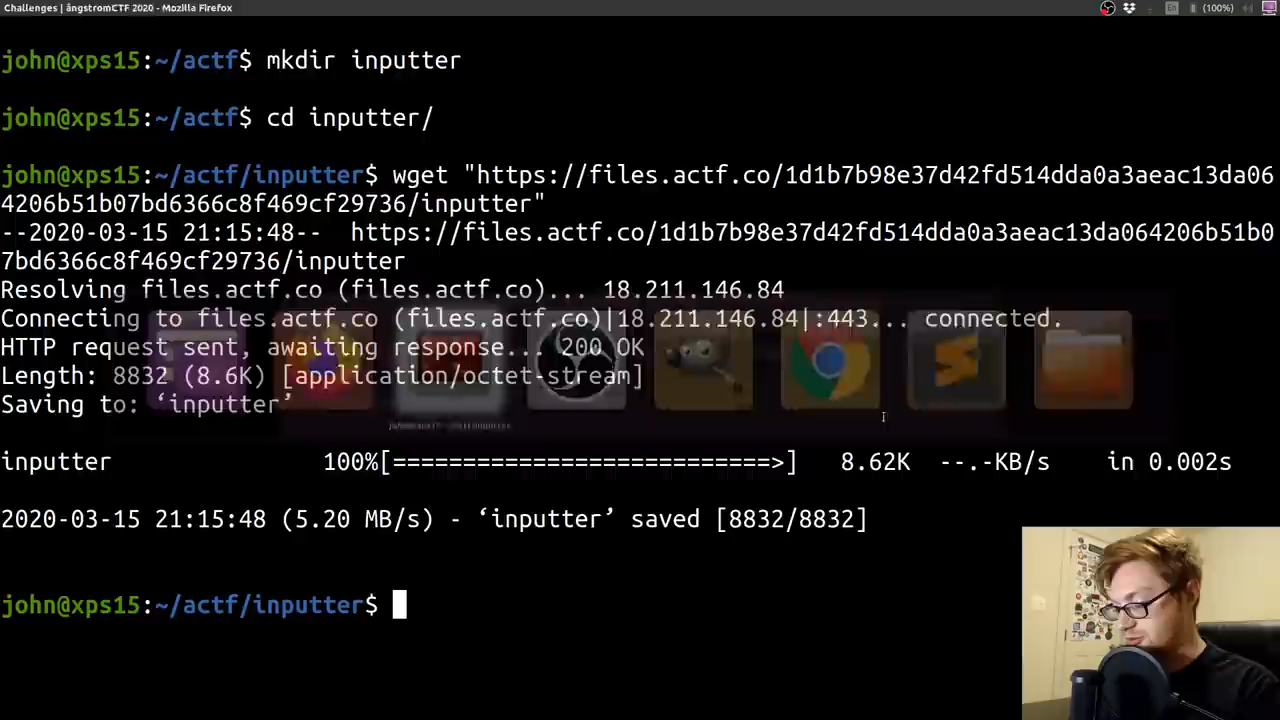 Challenges | ångstromCTF 2020 - Mozilla Firefox
En
(100%)
john@xps15:~/actf$ mkdir inputter
john@xps15:~/actf$ cd inputter/
john@xps15:~/actf/inputter$ wget "https://files.actf.co/1d1b7b98e37d42fd514dda0a3aeac13da06
4206b51b07bd6366c8f469cf29736/inputter"
--2020-03-15 21:15:48--  https://files.actf.co/1d1b7b98e37d42fd514dda0a3aeac13da064206b51b0
7bd6366c8f469cf29736/inputter
Resolving files.actf.co (files.actf.co)... 18.211.146.84
Connecting to files.actf.co (files.actf.co)|18.211.146.84|:443... connected.
HTTP request sent, awaiting response... 200 OK
Length: 8832 (8.6K) [application/octet-stream]
Saving to: ‘inputter’
inputter 100%[===========================>] 8.62K --.-KB/s in 0.002s
2020-03-15 21:15:48 (5.20 MB/s) - ‘inputter’ saved [8832/8832]
john@xps15:~/actf/inputter$